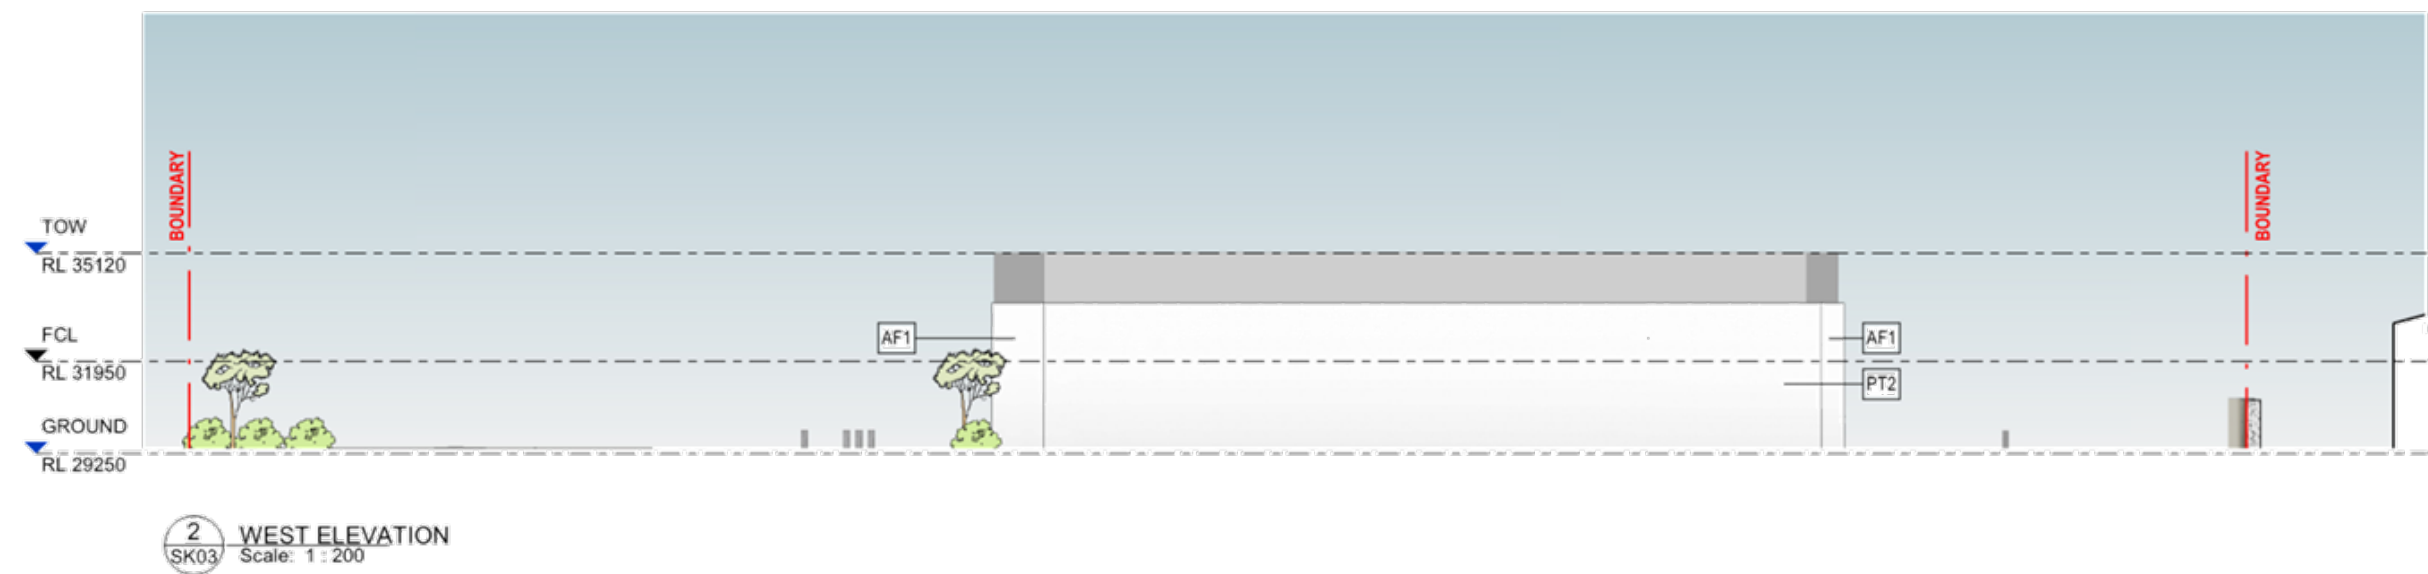 BOUNDARY
BOUNDARY
TOW
RL 35120
FCL
AF1
AF1
RL 31950
PT2
GROUND
RL 29250
2
WEST ELEVATION
SK03
Scale: 1 : 200